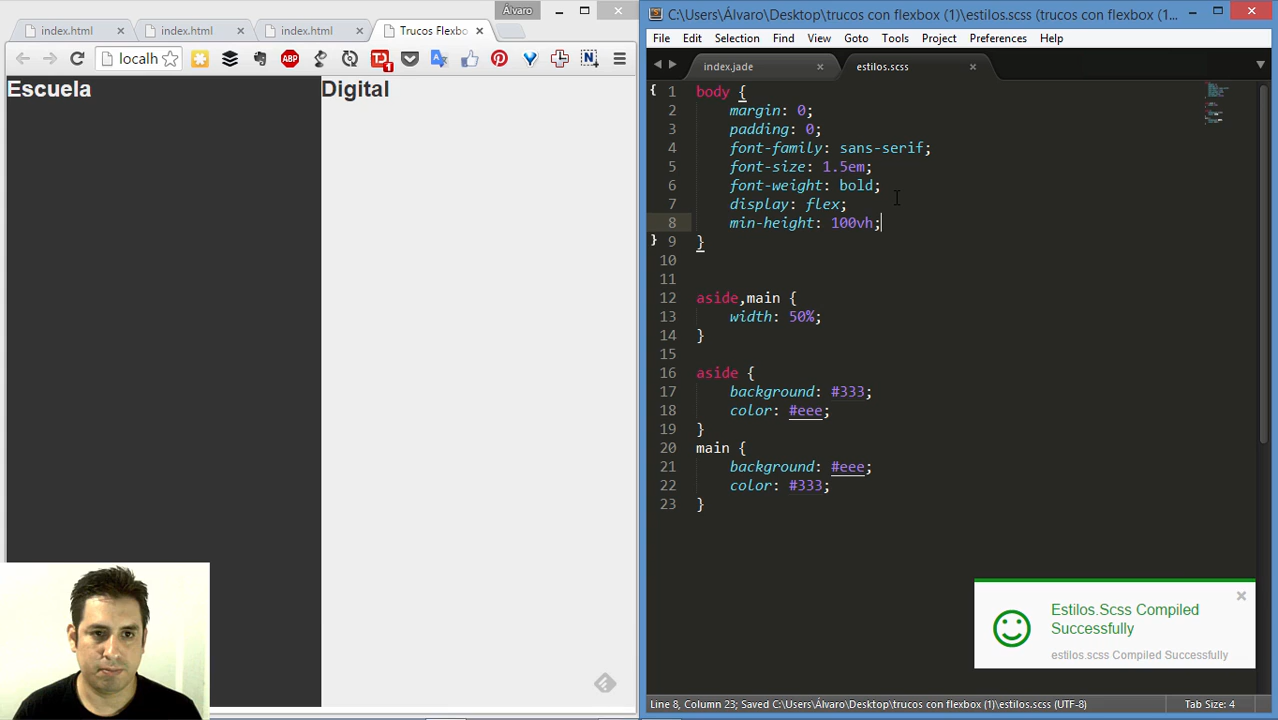 Álvaro
index.html
index.html
index.html
Trucos Flexbo
localh
ABP
1
N
Escuela
Digital
C:\Users\Álvaro\Desktop\trucos con flexbox (1)\estilos.scss (trucos con flexbox (1...
File Edit Selection Find View Goto Tools Project Preferences Help
index.jade
estilos.scss
1 body {
2 margin: 0;
3 padding: 0;
4 font-family: sans-serif;
5 font-size: 1.5em;
6 font-weight: bold;
7 display: flex;
8 min-height: 100vh;
9 }
10
11
12 aside,main {
13 width: 50%;
14 }
15
16 aside {
17 background: #333;
18 color: #eee;
19 }
20 main {
21 background: #eee;
22 color: #333;
23 }
Estilos.Scss Compiled
Successfully
estilos.scss Compiled Successfully
Line 8, Column 23; Saved C:\Users\Álvaro\Desktop\trucos con flexbox (1)\estilos.scss (UTF-8)
Tab Size: 4